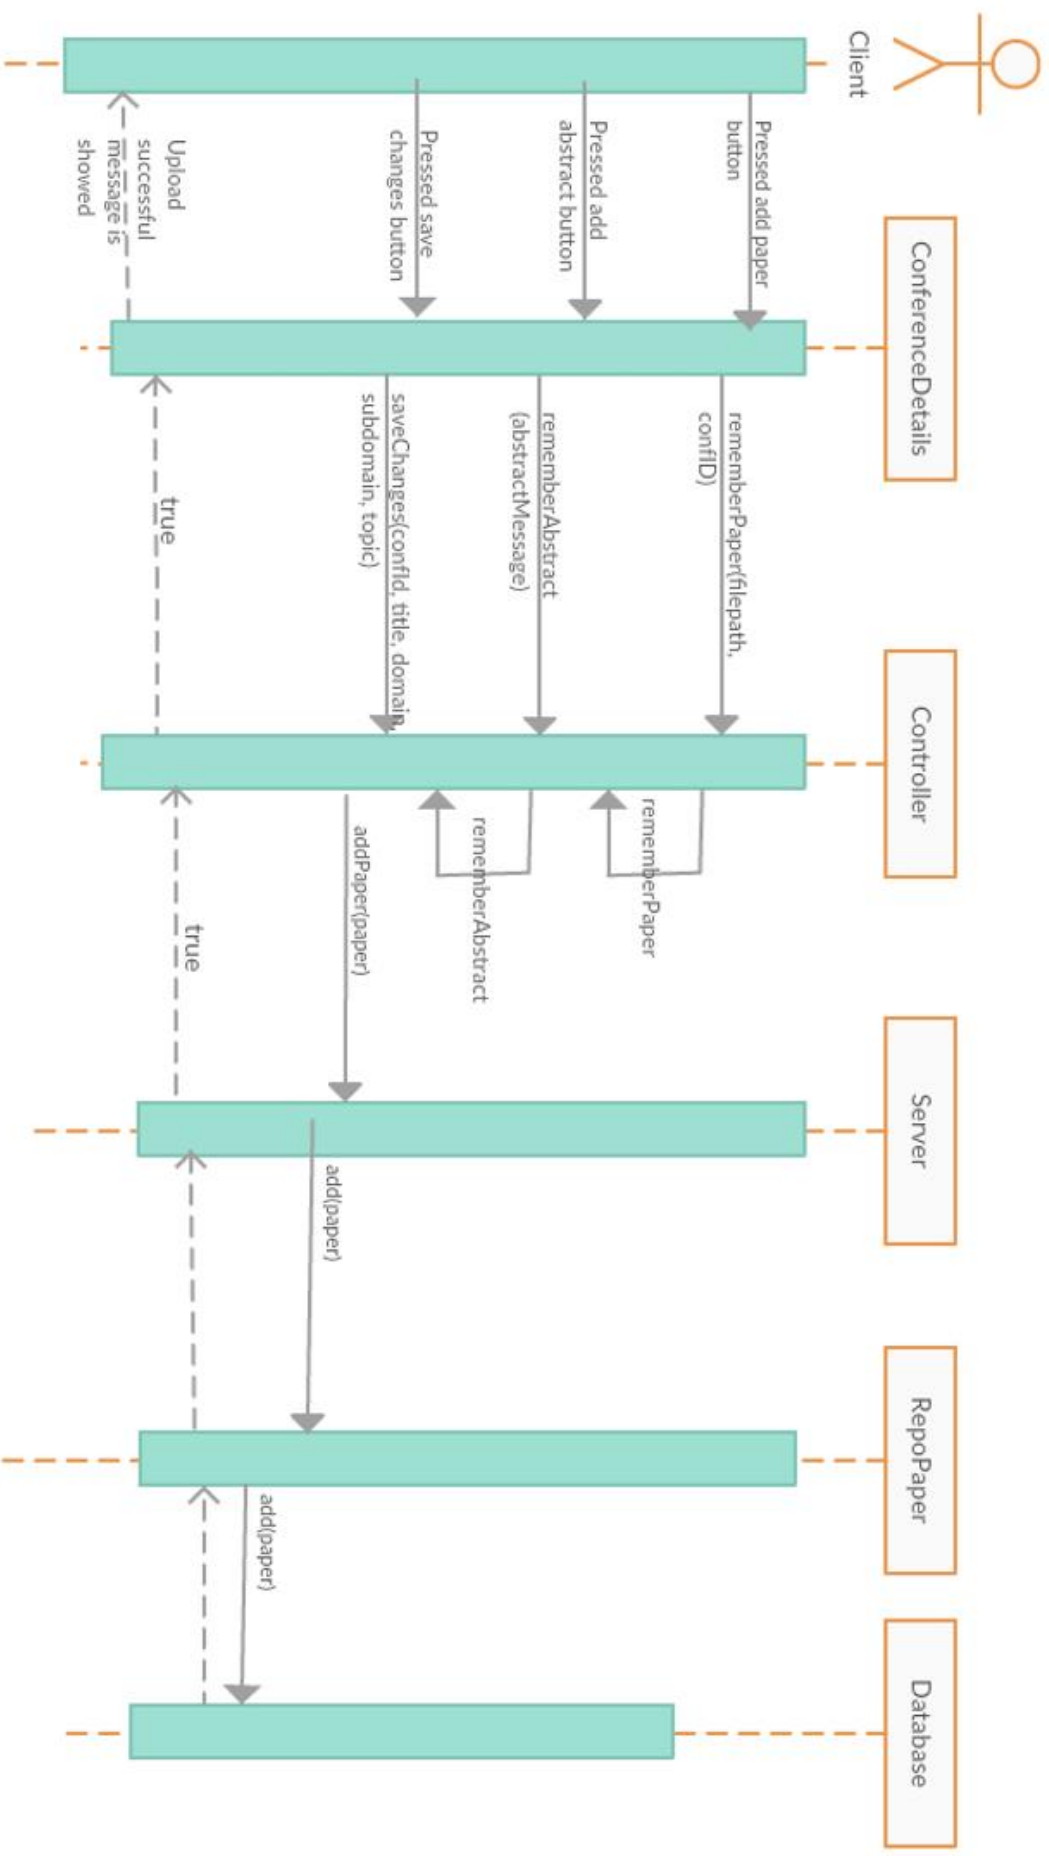 Client
ConferenceDetails
Controller
Server
RepoPaper
Database
Pressed add paper
button
rememberPaper(filepath,
confID)
rememberPaper
Pressed add
abstract button
rememberAbstract
(abstractMessage)
rememberAbstract
Pressed save
changes button
saveChanges(confId, title, domain,
subdomain, topic)
addPaper(paper)
add(paper)
add(paper)
true
true
Upload
successful
message is
showed